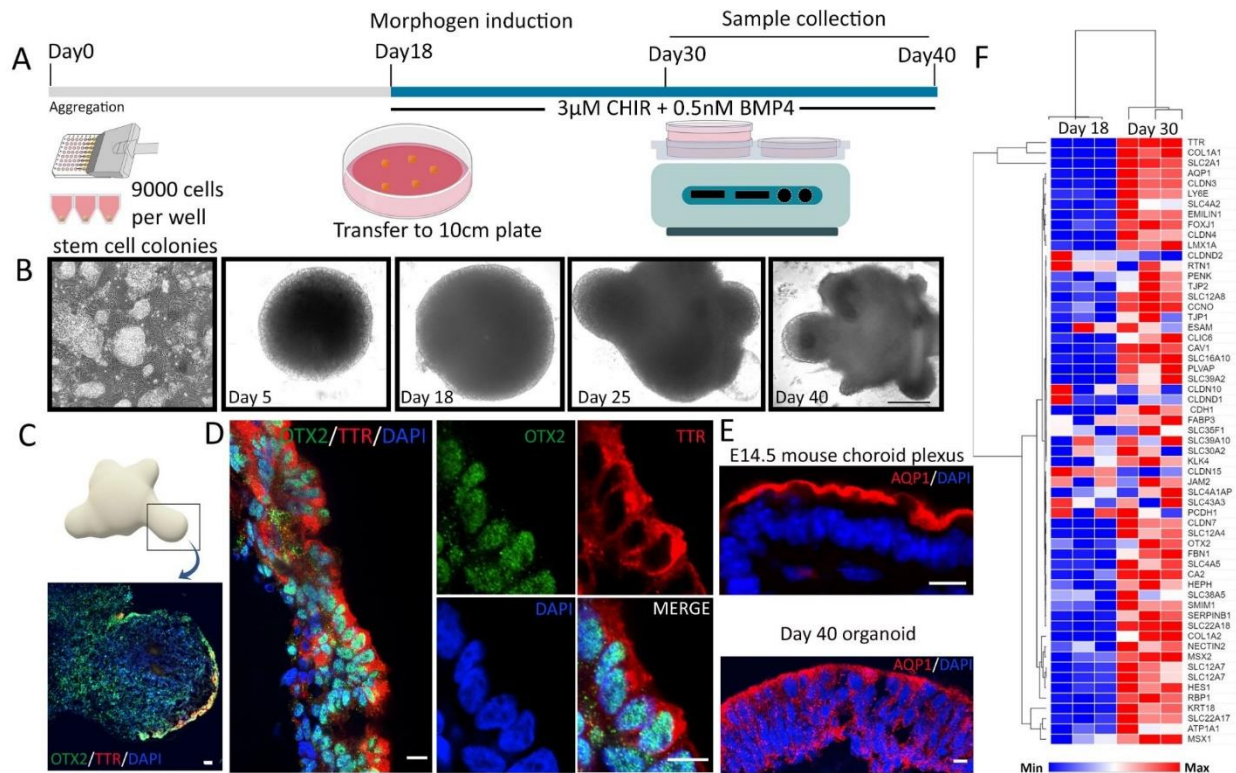 Morphogen induction
Sample collection
A
Day0
Day18
Day30
Day40
Aggregation
3µM CHIR + 0.5nM BMP4
9000 cells
per well
Transfer to 10cm plate
stem cell colonies
B
Day 5
Day 18
Day 25
Day 40
C
OTX2/TTR/DAPI
D
OTX2/TTR/DAPI
OTX2
TTR
DAPI
MERGE
E
E14.5 mouse choroid plexus
AQP1/DAPI
Day 40 organoid
AQP1/DAPI
F
Day 18
Day 30
TTR
COL1A1
SLC2A1
AQP1
CLDN3
LY6E
SLC4A2
EMILIN1
FOXJ1
CLDN4
LMX1A
CLDND2
RTN1
PENK
TJP2
SLC12A8
CCNO
TJP1
ESAM
CLIC6
CAV1
SLC16A10
PLVAP
SLC39A2
CLDN10
CLDND1
CDH1
FABP3
SLC35F1
SLC39A10
SLC30A2
KLK4
CLDN15
JAM2
SLC4A1AP
SLC43A3
PCDH1
CLDN7
SLC12A4
OTX2
FBN1
SLC4A5
CA2
HEPH
SLC38A5
SMIM1
SERPINB1
SLC22A18
COL1A2
NECTIN2
MSX2
SLC12A7
SLC12A7
HES1
RBP1
KRT18
SLC22A17
ATP1A1
MSX1
Min
Max